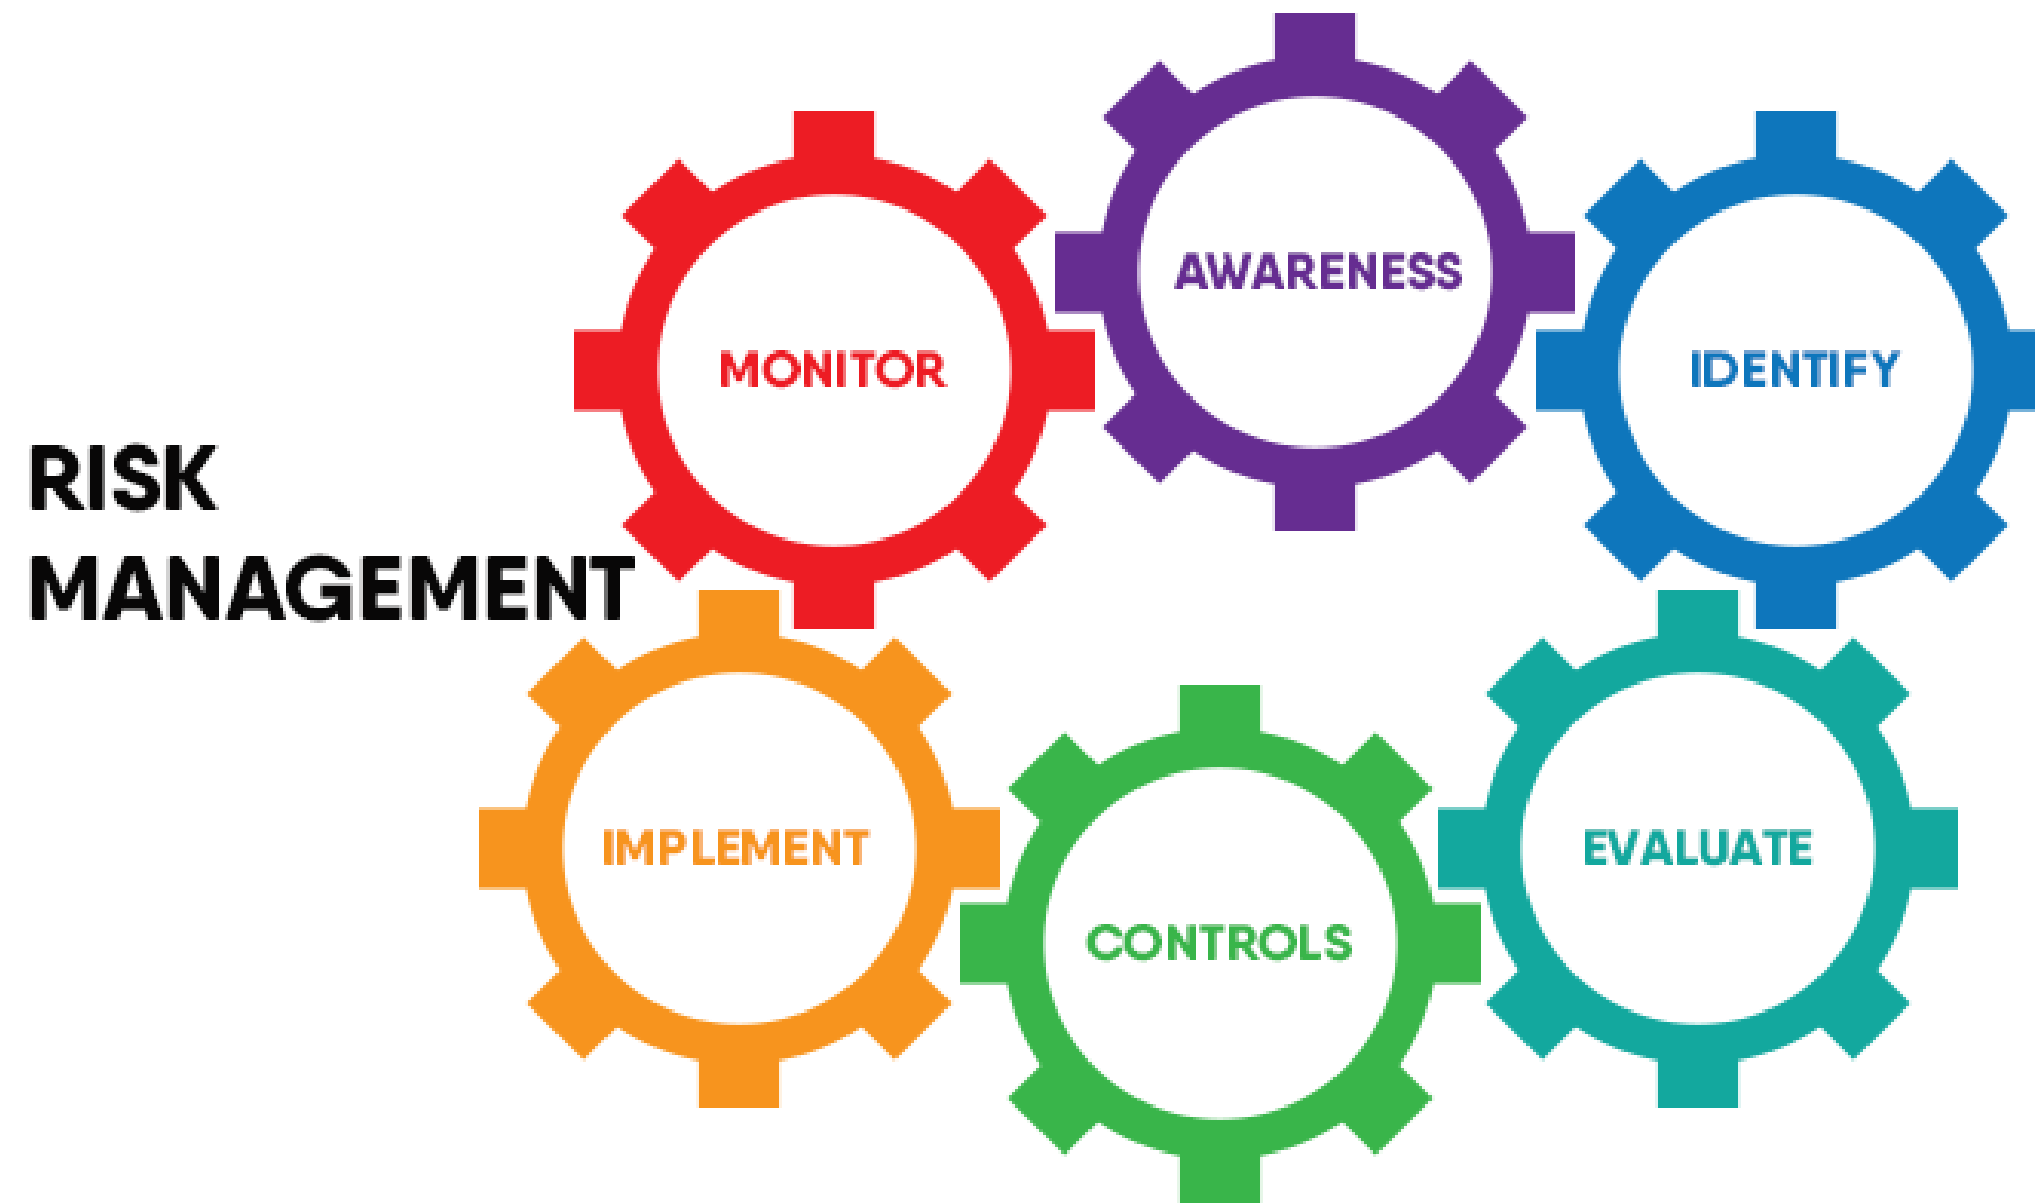 RISK
MANAGEMENT
MONITOR
AWARENESS
IDENTIFY
IMPLEMENT
CONTROLS
EVALUATE